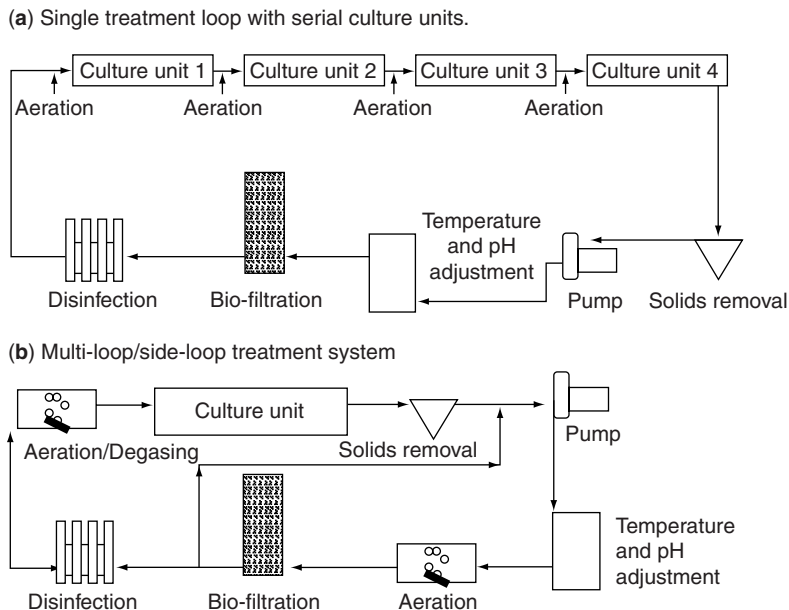 (a) Single treatment loop with serial culture units.
Culture unit 1
Culture unit 2
Culture unit 3
Culture unit 4
Aeration
Aeration
Aeration
Aeration
Temperature
and pH
adjustment
Disinfection
Bio-filtration
Pump
Solids removal
(b) Multi-loop/side-loop treatment system
Culture unit
Aeration/Degasing
Solids removal
Pump
Temperature
and pH
adjustment
Disinfection
Bio-filtration
Aeration